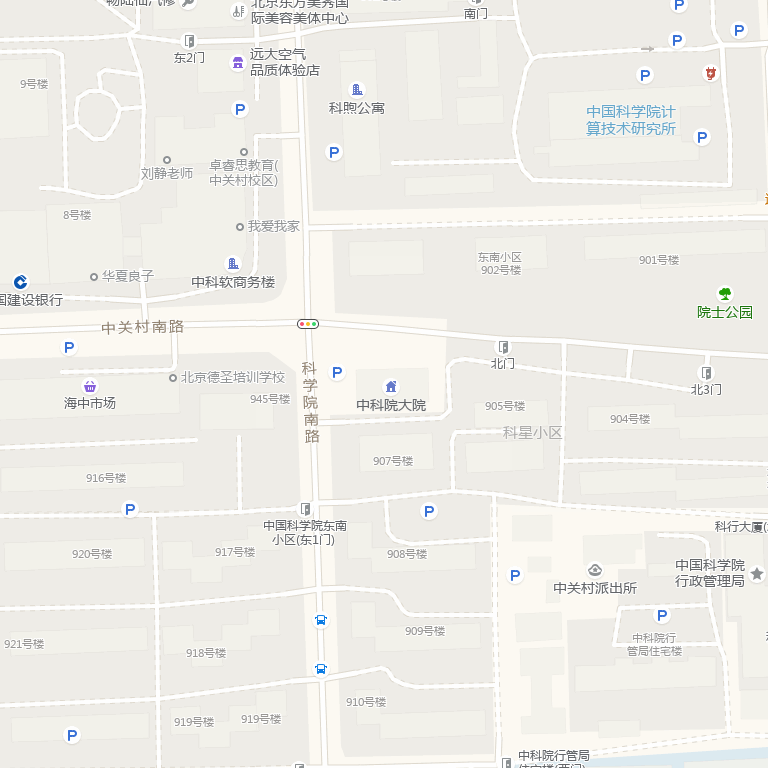 畅陆仙汽修
北京东方美秀国
际美容美体中心
南门
东2门
远大空气
品质体验店
9号楼
科煦公寓
中国科学院计
算技术研究所
卓睿思教育(
中关村校区)
刘静老师
8号楼
我爱我家
东南小区
902号楼
901号楼
华夏良子
中科软商务楼
国建设银行
院士公园
中关村南路
北门
科学院南路
北京德圣培训学校
北3门
海中市场
945号楼
中科院大院
905号楼
904号楼
科星小区
907号楼
916号楼
中国科学院东南
小区(东1门)
科行大厦(
920号楼
917号楼
908号楼
中国科学院
行政管理局
中关村派出所
909号楼
中科院行
管局住宅楼
921号楼
918号楼
910号楼
919号楼
919号楼
中科院行管局
住宅楼(西门)